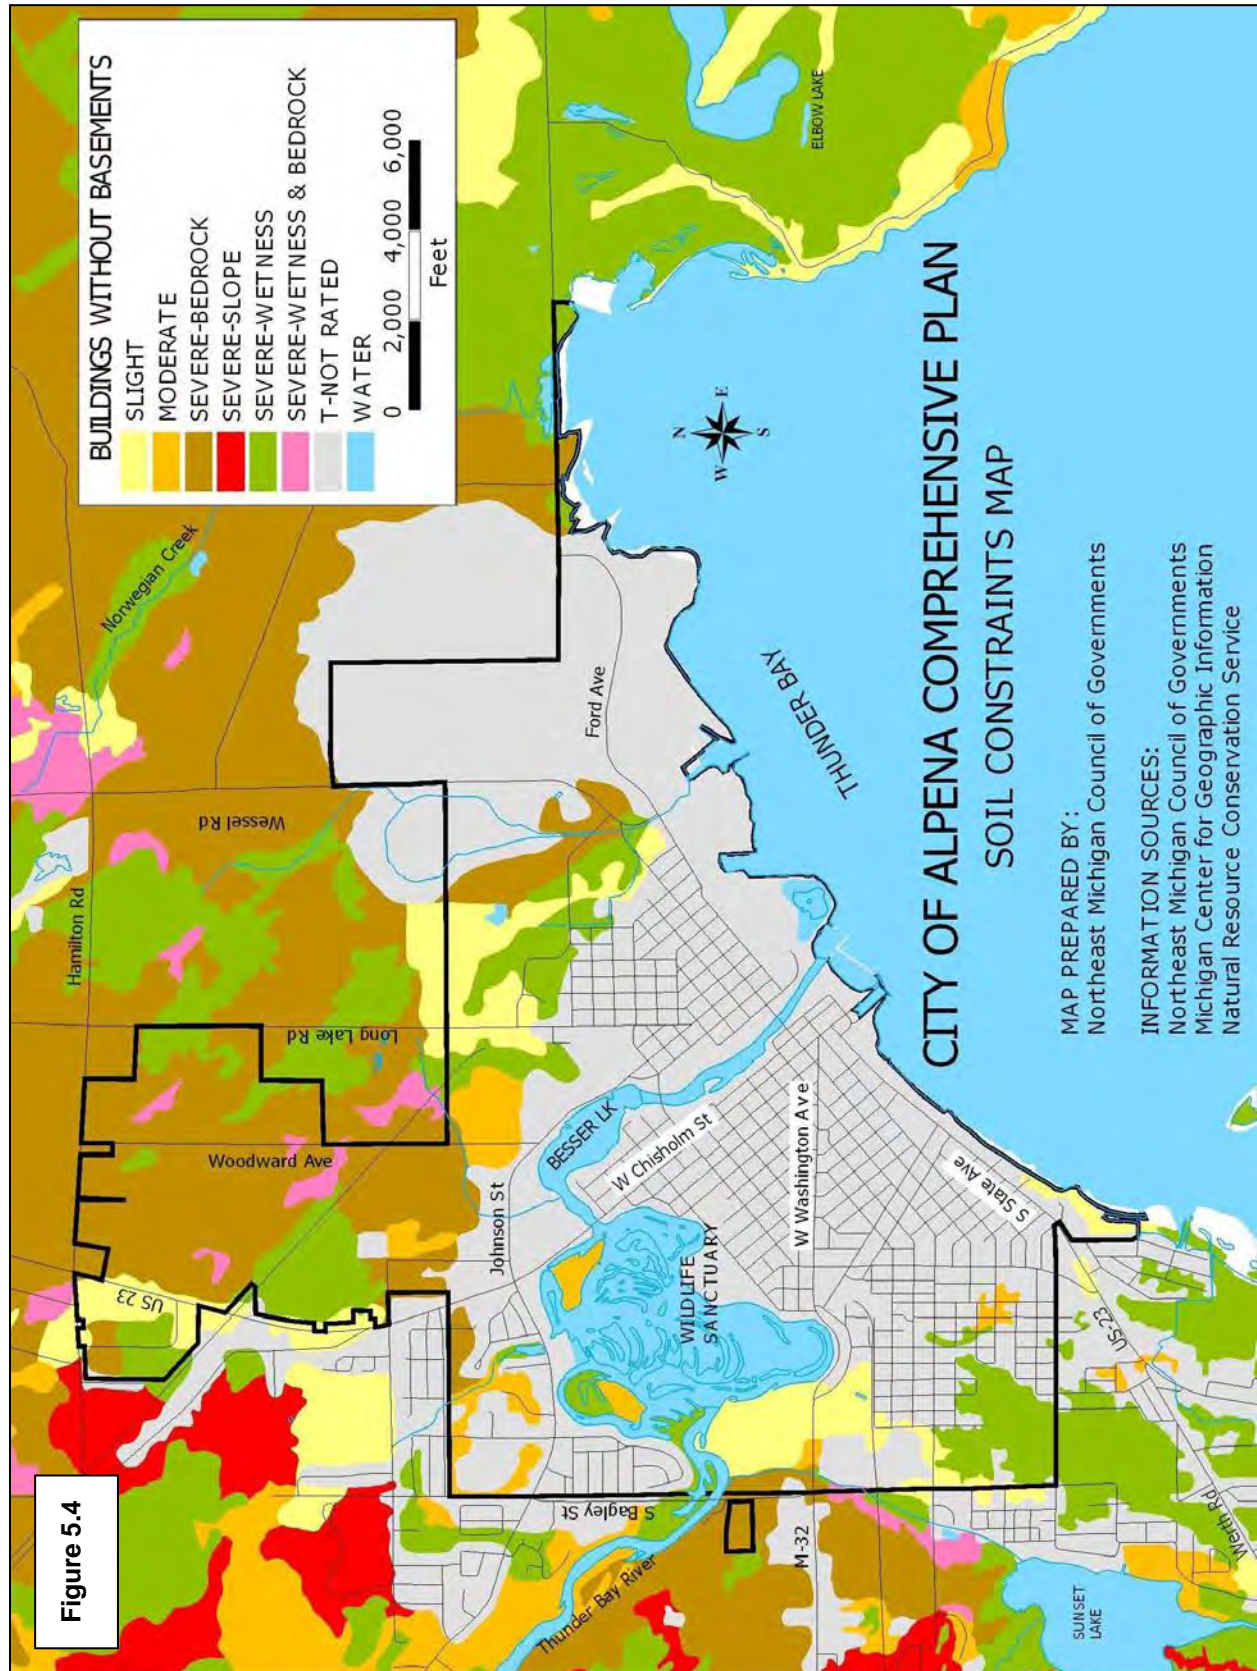 Figure 5.4
BUILDINGS WITHOUT BASEMENTS
SLIGHT
MODERATE
SEVERE-BEDROCK
SEVERE-SLOPE
SEVERE-WETNESS
SEVERE-WETNESS & BEDROCK
T-NOT RATED
WATER
0 2,000 4,000 6,000
Feet
Norwegian Creek
Hamilton Rd
Wessel Rd
Long Lake Rd
Woodward Ave
US 23
Johnson St
Ford Ave
ELBOW LAKE
BESSER LK
W Chisholm St
W Washington Ave
S State Ave
WILDLIFE
SANCTUARY
S Bagley St
Thunder Bay River
M-32
US-23
Werth Rd
SUNSET
LAKE
THUNDER BAY
N
W
E
S
CITY OF ALPENA COMPREHENSIVE PLAN
SOIL CONSTRAINTS MAP
MAP PREPARED BY:
Northeast Michigan Council of Governments
INFORMATION SOURCES:
Northeast Michigan Council of Governments
Michigan Center for Geographic Information
Natural Resource Conservation Service